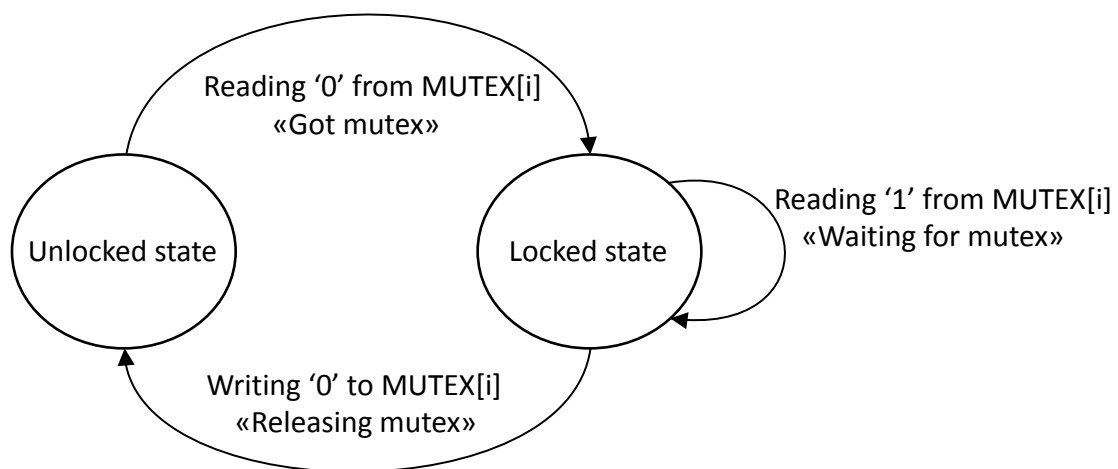 Reading ‘0’ from MUTEX[i]
«Got mutex»
Unlocked state
Locked state
Reading ‘1’ from MUTEX[i]
«Waiting for mutex»
Writing ‘0’ to MUTEX[i]
«Releasing mutex»